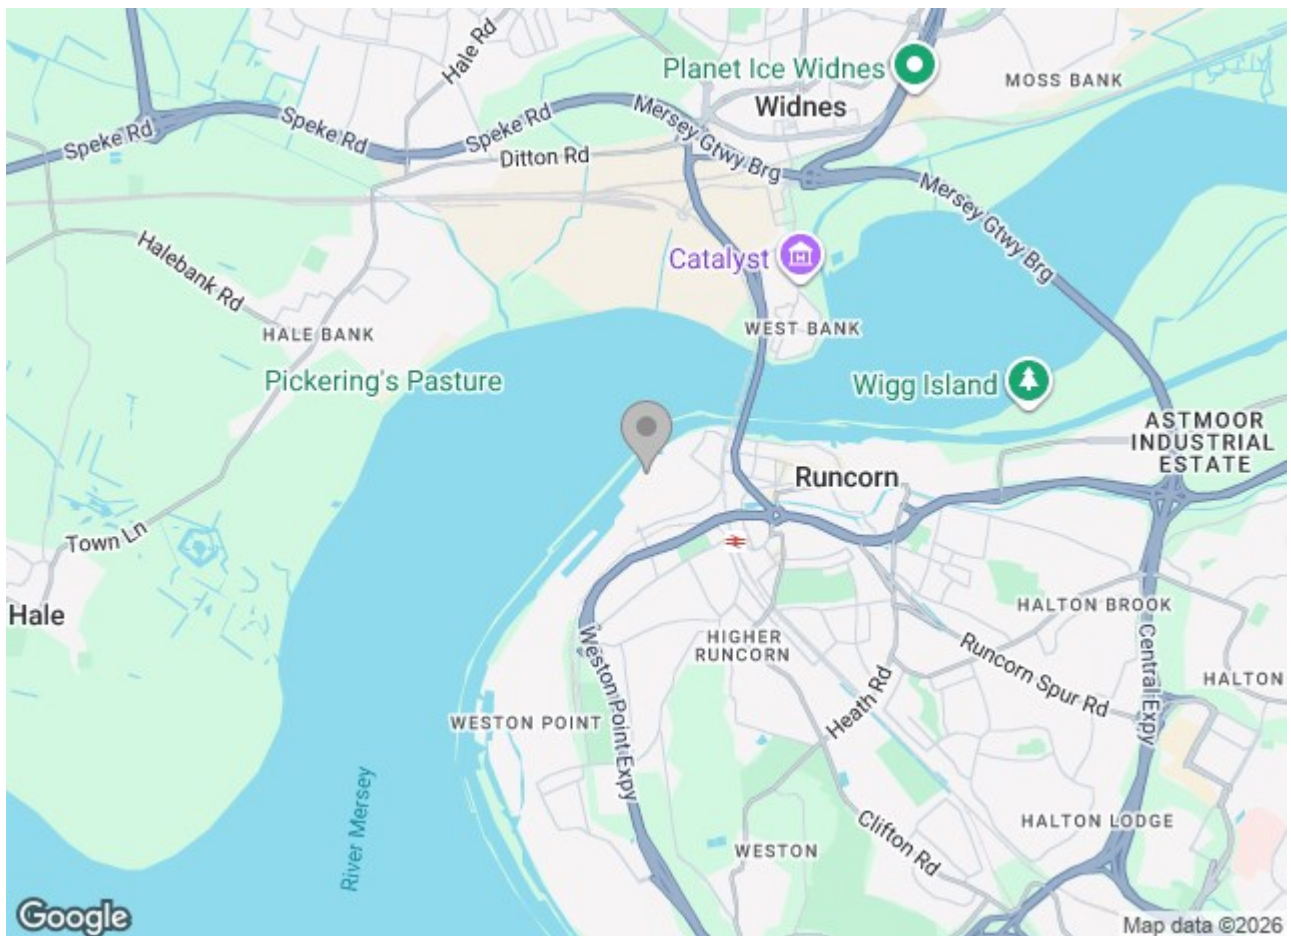 Hale Rd
Planet Ice Widnes
MOSS BANK
Widnes
Speke Rd
Speke Rd
Speke Rd
Mersey Gtwy Brg
Ditton Rd
Mersey Gtwy Brg
Halebank Rd
Catalyst
HALE BANK
WEST BANK
Pickering's Pasture
Wigg Island
ASTMOOR
INDUSTRIAL
ESTATE
Runcorn
Town Ln
Hale
HALTON BROOK
HIGHER
RUNCORN
Weston Point Expy
Runcorn Spur Rd
Central Expy
HALTON
Heath Rd
WESTON POINT
River Mersey
Clifton Rd
HALTON LODGE
WESTON
Google
Map data ©2026